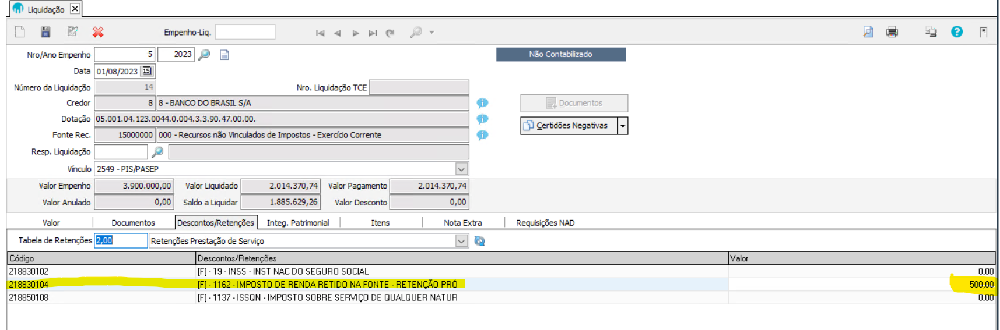 Liquidação
Empenho-Liq.
Nro/Ano Empenho 5 2023 Não Contabilizado
Data 01/08/2023 15
Número da Liquidação 14 Nro. Liquidação TCE
Credor 8 8 - BANCO DO BRASIL S/A Documentos
Dotação 05.001.04.123.0044.0.004.3.3.90.47.00.00. Certidões Negativas
Fonte Rec. 15000000 000 - Recursos não Vinculados de Impostos - Exercício Corrente
Resp. Liquidação
Vínculo 2549 - PIS/PASEP
Valor Empenho 3.900.000,00 Valor Liquidado 2.014.370,74 Valor Pagamento 2.014.370,74
Valor Anulado 0,00 Saldo a Liquidar 1.885.629,26 Valor Desconto 0,00
Valor Documentos Descontos/Retenções Integ. Patrimonial Itens Nota Extra Requisições NAD
Tabela de Retenções 2,00 Retenções Prestação de Serviço
Código Descontos/Retenções Valor
218830102 [F] - 19 - INSS - INST NAC DO SEGURO SOCIAL 0,00
218830104 [F] - 1162 - IMPOSTO DE RENDA RETIDO NA FONTE - RETENÇÃO PRÓ 500,00
218850108 [F] - 1137 - ISSQN - IMPOSTO SOBRE SERVIÇO DE QUALQUER NATUR 0,00